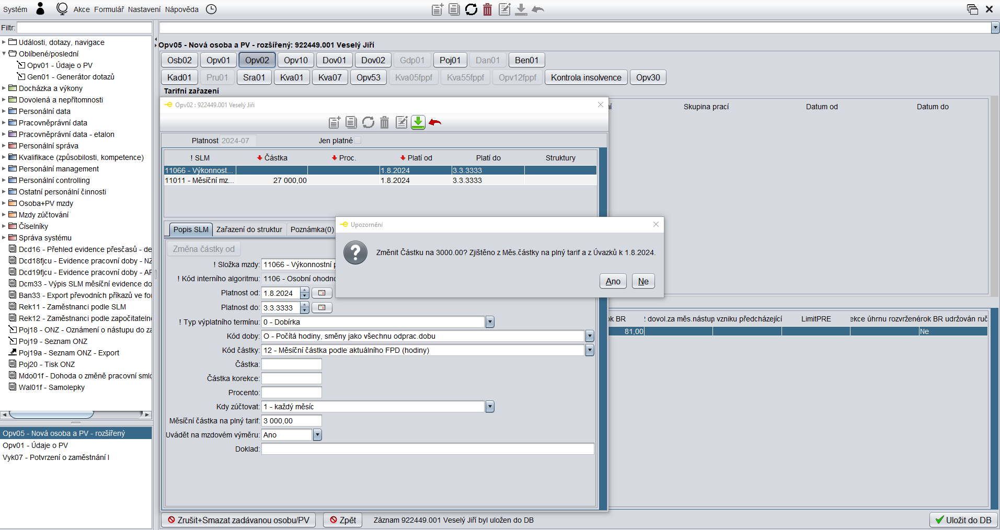 Systém Akce Formulář Nastavení Nápověda
Filtr:
Události, dotazy, navigace
Oblíbené/poslední
Opv01 - Údaje o PV
Gen01 - Generátor dotazů
Docházka a výkony
Dovolená a nepřítomnosti
Personální data
Pracovněprávní data
Pracovněprávní data - etalon
Personální správa
Kvalifikace (způsobilosti, kompetence)
Personální management
Personální controlling
Ostatní personální činnosti
Osoba+PV mzdy
Mzdy zúčtování
Číselníky
Správa systému
Dcd16 - Přehled evidence přesčasů - de
Dcd18fjcu - Evidence pracovní doby - NZ
Dcd19fjcu - Evidence pracovní doby - AF
Dcm33 - Výpis SLM měsíční evidence do
Ban33 - Export převodních příkazů ve fo
Rek11 - Zaměstnanci podle SLM
Rek12 - Zaměstnanci podle započitateln
Poj18 - ONZ - Oznámení o nástupu do za
Poj19 - Seznam ONZ
Poj19a - Seznam ONZ - Export
Poj20 - Tisk ONZ
Mdo01f - Dohoda o změně pracovní smlo
Wal01f - Samolepky
Opv05 - Nová osoba a PV - rozšířený
Opv01 - Údaje o PV
Vyk07 - Potvrzení o zaměstnání I
Opv05 - Nová osoba a PV - rozšířený: 922449.001 Veselý Jiří
Osb02 Opv01 Opv02 Opv10 Dov01 Dov02 Gdp01 Poj01 Dan01 Ben01
Kad01 Pru01 Sra01 Kva01 Kva07 Opv53 Kva05fppf Kva55fppf Opv12fppf Kontrola insolvence Opv30
Tarifní zařazení
ní Skupina prací Datum od Datum do
Opv02 : 922449.001 Veselý Jiří
Platnost 2024-07 Jen platné
! SLM Částka Proc. Platí od Platí do Struktury
11066 - Výkonnost... 1.8.2024 3.3.3333
11011 - Měsíční mz... 27 000,00 1.8.2024 3.3.3333
Popis SLM Zařazení do struktur Poznámka(0)
Změna částky od
! Složka mzdy: 11066 - Výkonnostní p
! Kód interního algoritmu: 1106 - Osobní ohodno
Platnost od: 1.8.2024
Platnost do: 3.3.3333
! Typ výplatního termínu: 0 - Dobírka
Kód doby: O - Počítá hodiny, směny jako všechnu odprac.dobu
Kód částky: 12 - Měsíční částka podle aktuálního FPD (hodiny)
Částka:
Částka korekce:
Procento:
Kdy zúčtovat: 1 - každý měsíc
Měsíční částka na plný tarif: 3 000,00
Uvádět na mzdovém výměru: Ano
Doklad:
Upozornění
Změnit Částku na 3000.00? Zjištěno z Měs.částky na plný tarif a z Úvazků k 1.8.2024.
Ano Ne
ok BR 2 dovol.za měs.nástup vzniku předcházející LimitPRE ekce úhrnu rozvržené rok BR udržován ruč
81,00 Ne
Zrušit+Smazat zadávanou osobu/PV Zpět Záznam 922449.001 Veselý Jiří byl uložen do DB Uložit do DB